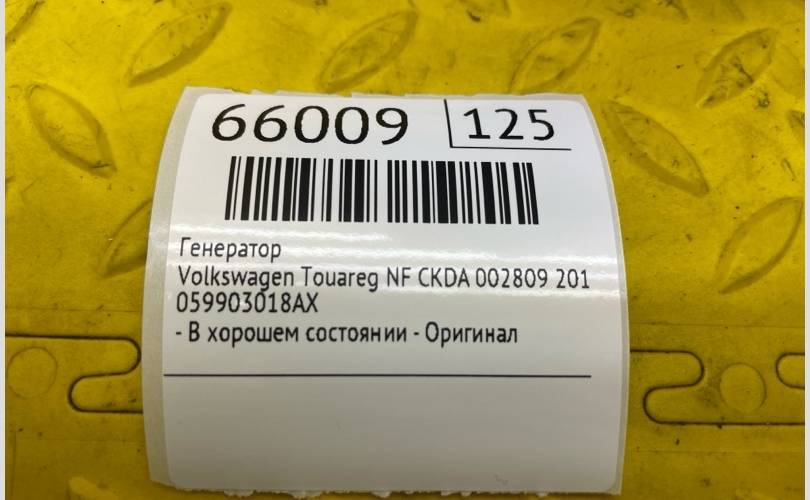 66009 125
Генератор
Volkswagen Touareg NF CKDA 002809 201
059903018AX
- В хорошем состоянии - Оригинал